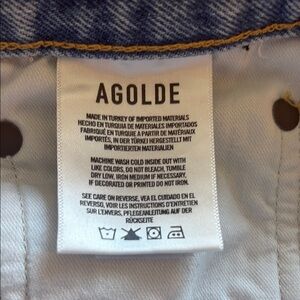 AGOLDE
MADE IN TURKEY OF IMPORTED MATERIALS
HECHO EN TURQUIA DE MATERIALES IMPORTADOS
FABRIQUÉ EN TURQUIE A PARTIR DE MATÉRIAUX
IMPORTÉS, IN DER TÜRKEI HERGESTELLT MIT
IMPORTIERTEN MATERIALIEN
MACHINE WASH COLD INSIDE OUT WITH
LIKE COLORS, DO NOT BLEACH, TUMBLE
DRY LOW, IRON MEDIUM IF NECESSARY.
IF DECORATED OR PRINTED DO NOT IRON.
SEE CARE ON REVERSE, VEA EL CUIDADO EN EL
REVERSO, VOIR LES INSTRUCTIONS D'ENTRETIEN
SUR L'ENVERS, PFLEGEANLEITUNG AUF DER
RÜCKSEITE